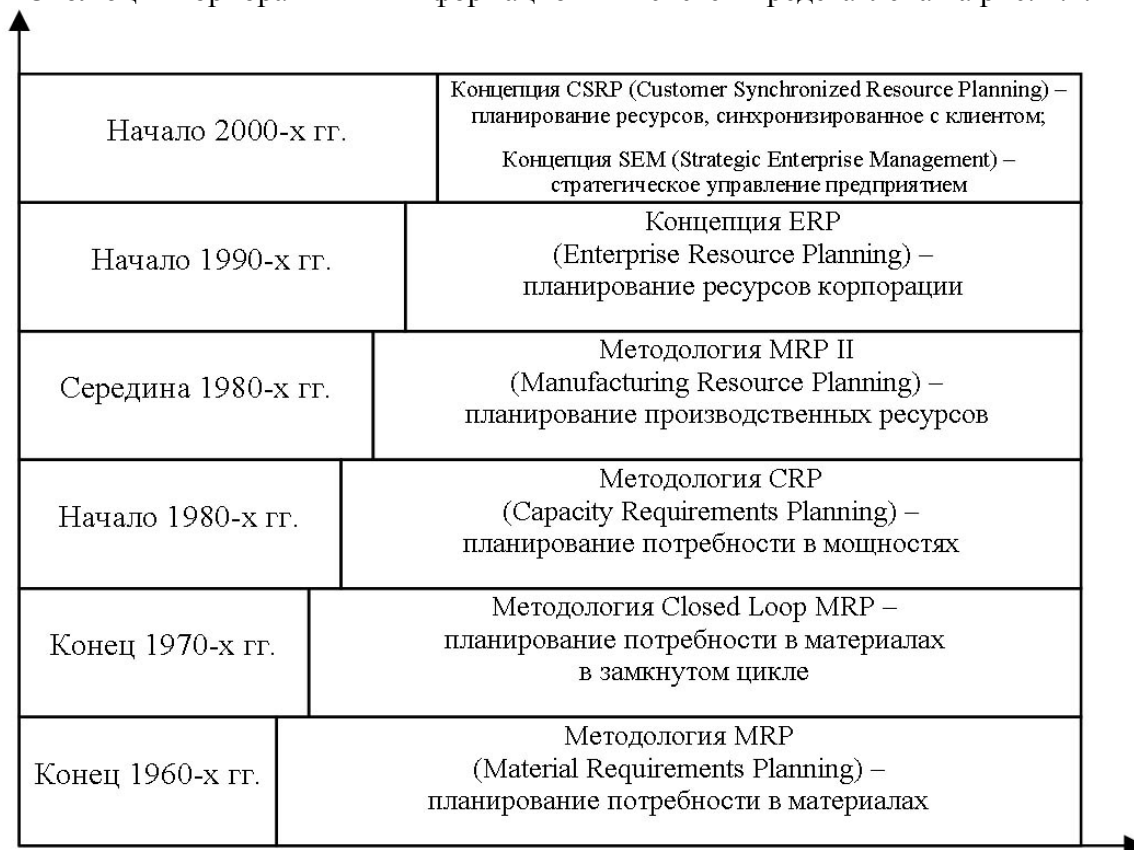 Начало 2000-х гг.
Концепция CSRP (Customer Synchronized Resource Planning) –
планирование ресурсов, синхронизированное с клиентом;
Концепция SEM (Strategic Enterprise Management) –
стратегическое управление предприятием
Начало 1990-х гг.
Концепция ERP
(Enterprise Resource Planning) –
планирование ресурсов корпорации
Середина 1980-х гг.
Методология MRP II
(Manufacturing Resource Planning) –
планирование производственных ресурсов
Начало 1980-х гг.
Методология CRP
(Capacity Requirements Planning) –
планирование потребности в мощностях
Конец 1970-х гг.
Методология Closed Loop MRP –
планирование потребности в материалах
в замкнутом цикле
Конец 1960-х гг.
Методология MRP
(Material Requirements Planning) –
планирование потребности в материалах